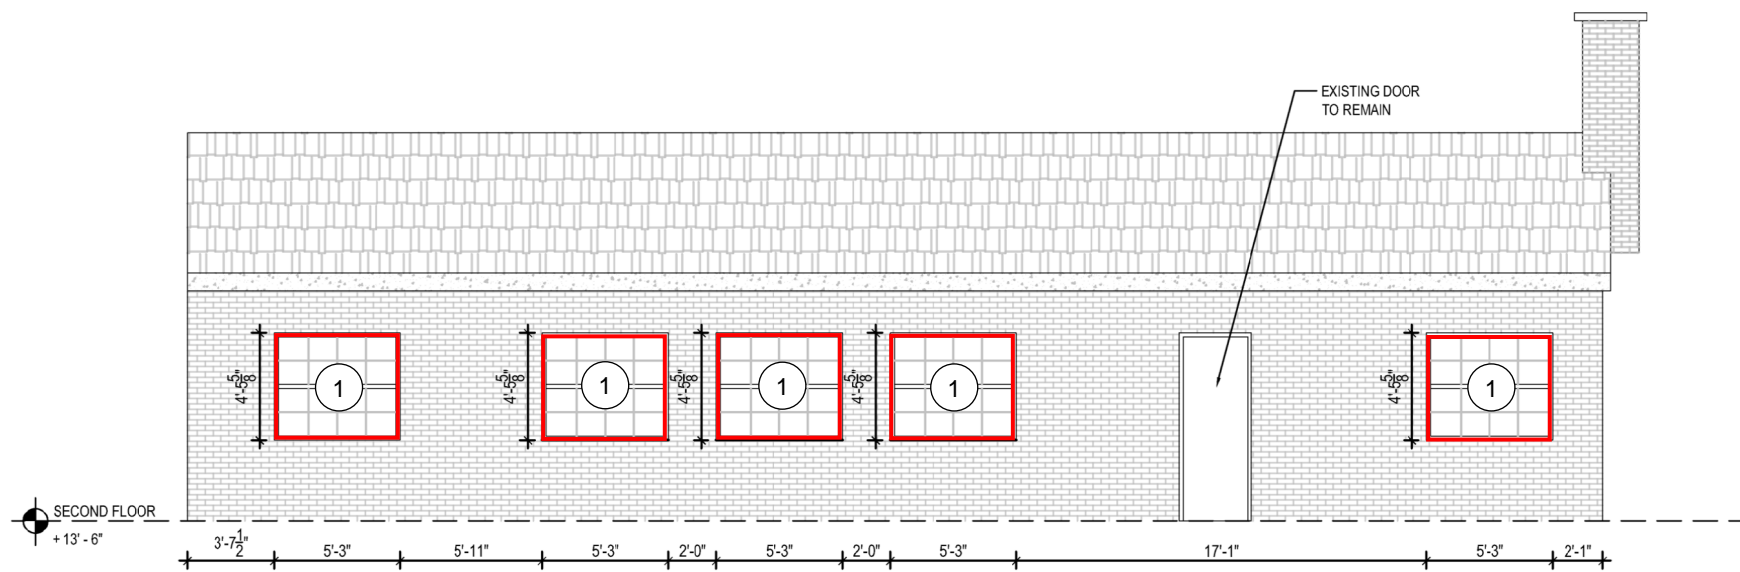 EXISTING DOOR
TO REMAIN
4'-5 5/8"
1
4'-5 5/8"
1
4'-5 5/8"
1
4'-5 5/8"
1
4'-5 5/8"
1
SECOND FLOOR
+ 13' - 6"
3'-7 1/2" 5'-3" 5'-11" 5'-3" 2'-0" 5'-3" 2'-0" 5'-3" 17'-1" 5'-3" 2'-1"